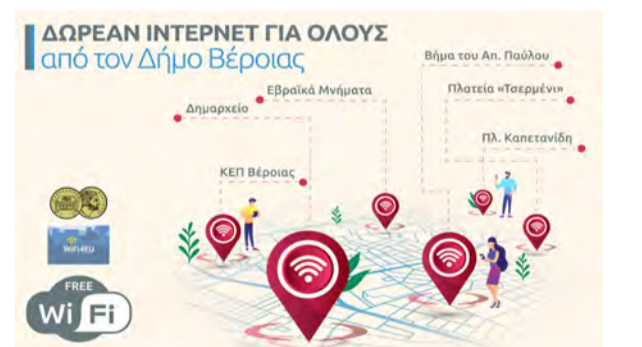 ΔΩΡΕΑΝ ΙΝΤΕΡΝΕΤ ΓΙΑ ΟΛΟΥΣ
από τον Δήμο Βέροιας
Βήμα του Απ. Παύλου
Εβραϊκά Μνήματα
Πλατεία «Τσερμένι»
Δημαρχείο
Πλ. Καπετανίδη
ΚΕΠ Βέροιας
WiFi4EU
FREE
Wi Fi